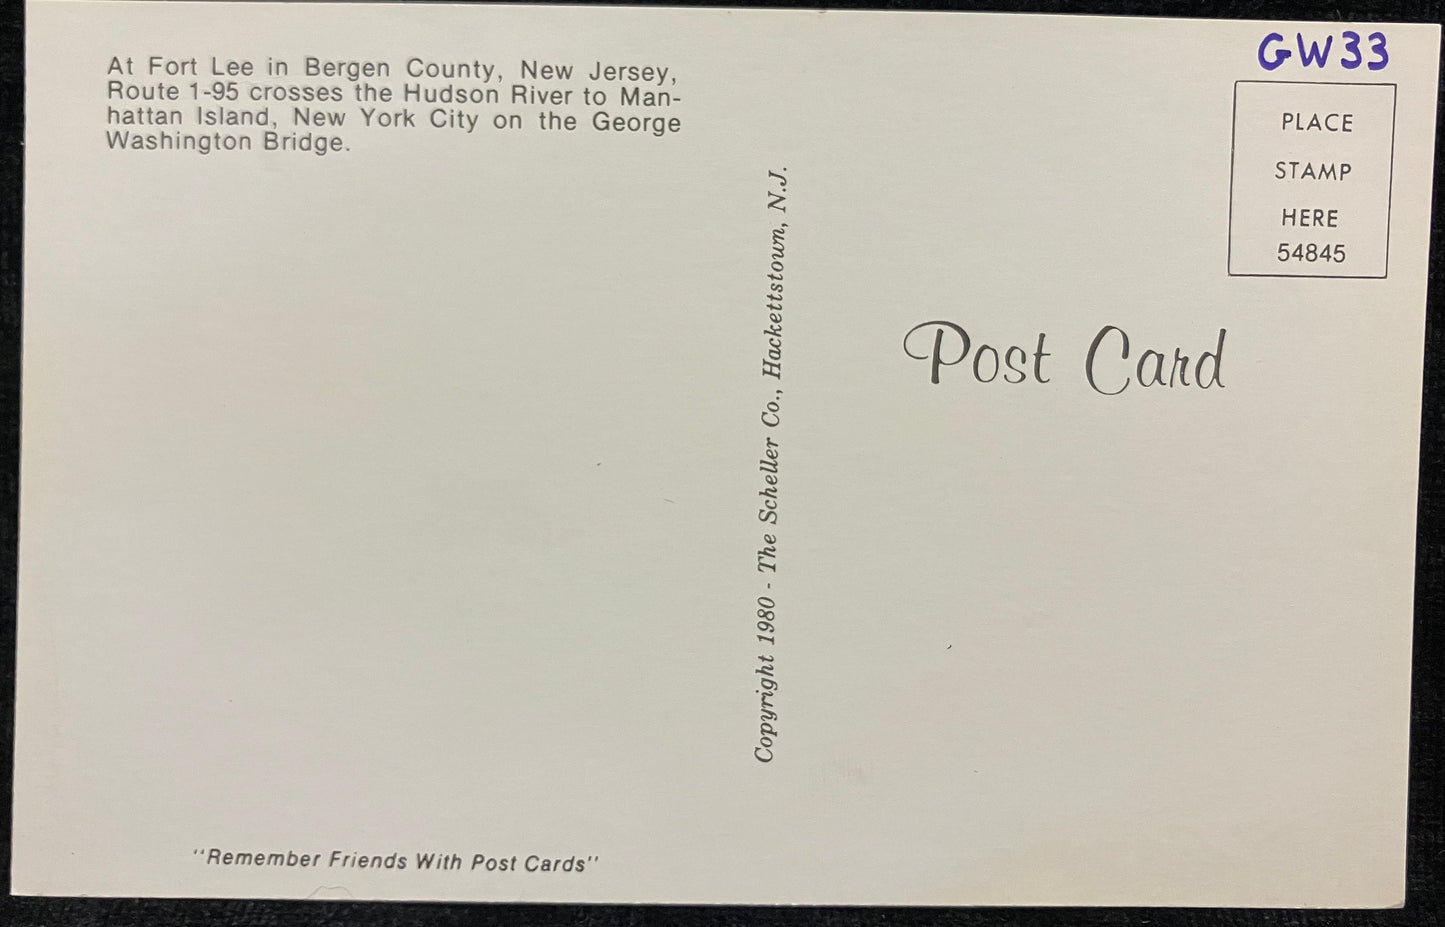 At Fort Lee in Bergen County, New Jersey,
Route 1-95 crosses the Hudson River to Man-
hattan Island, New York City on the George
Washington Bridge.
"Remember Friends With Post Cards"
Copyright 1980 - The Scheller Co., Hackettstown, N.J.
GW33
PLACE
STAMP
HERE
54845
Post Card